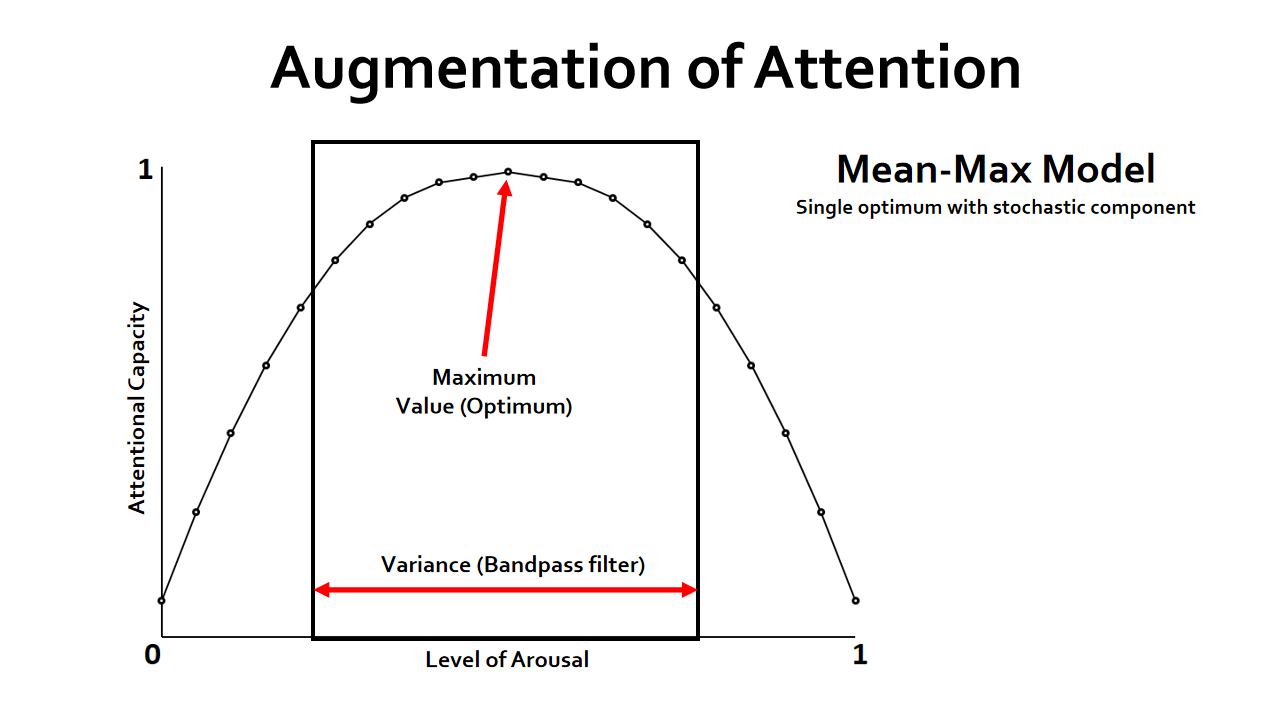 Augmentation of Attention
Mean-Max Model
Single optimum with stochastic component
1
Attentional Capacity
Maximum
Value (Optimum)
Variance (Bandpass filter)
0
Level of Arousal
1